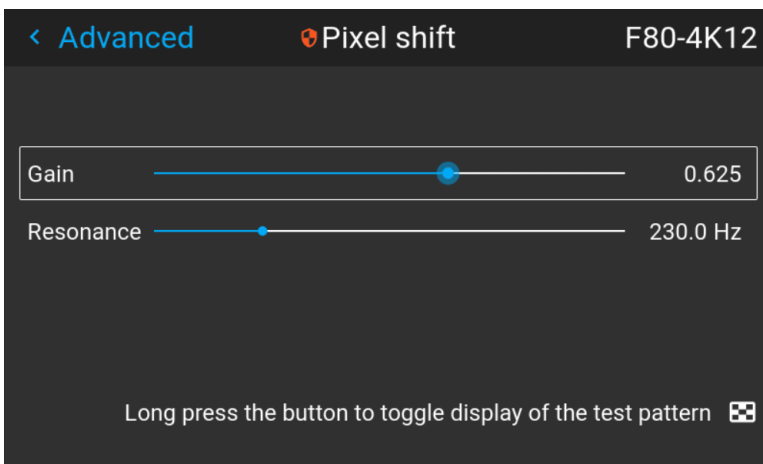 Advanced Pixel shift F80-4K12
Gain 0.625
Resonance 230.0 Hz
Long press the button to toggle display of the test pattern